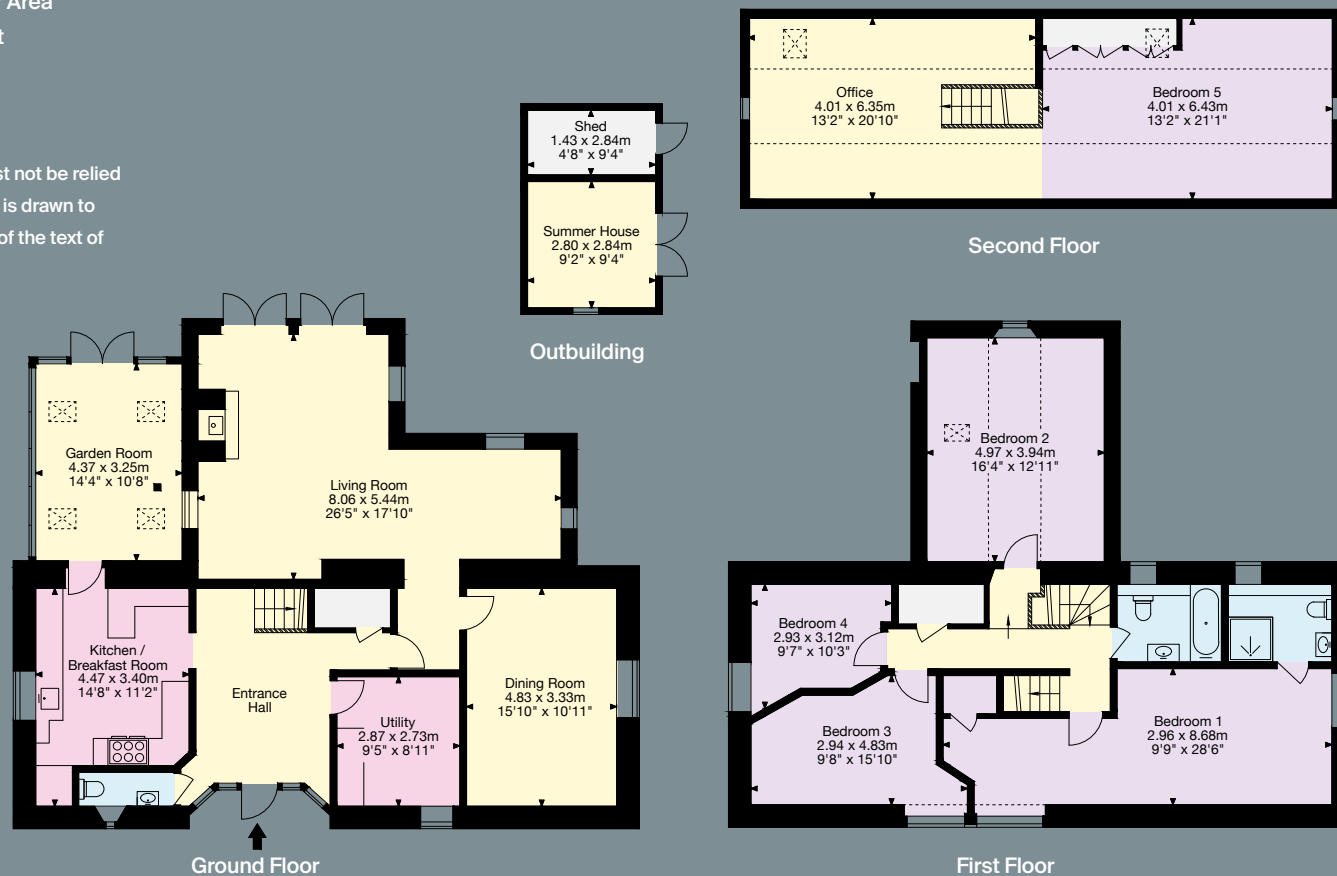 Area
t
st not be relied
is drawn to
of the text of
Shed
1.43 x 2.84m
4'8" x 9'4"
Summer House
2.80 x 2.84m
9'2" x 9'4"
Outbuilding
Office
4.01 x 6.35m
13'2" x 20'10"
Bedroom 5
4.01 x 6.43m
13'2" x 21'1"
Second Floor
Garden Room
4.37 x 3.25m
14'4" x 10'8"
Living Room
8.06 x 5.44m
26'5" x 17'10"
Kitchen /
Breakfast Room
4.47 x 3.40m
14'8" x 11'2"
Entrance
Hall
Utility
2.87 x 2.73m
9'5" x 8'11"
Dining Room
4.83 x 3.33m
15'10" x 10'11"
Ground Floor
Bedroom 2
4.97 x 3.94m
16'4" x 12'11"
Bedroom 4
2.93 x 3.12m
9'7" x 10'3"
Bedroom 3
2.94 x 4.83m
9'8" x 15'10"
Bedroom 1
2.96 x 8.68m
9'9" x 28'6"
First Floor